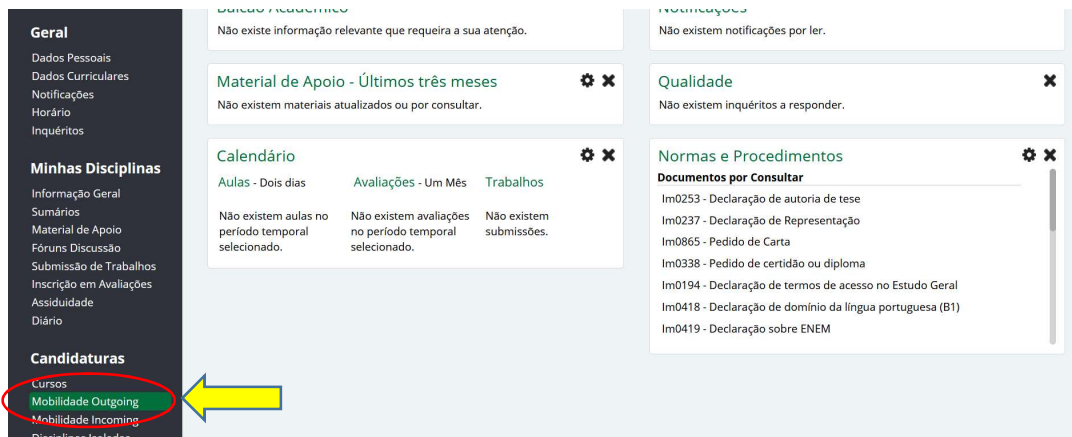 Geral
Dados Pessoais
Dados Curriculares
Notificações
Horário
Inquéritos
Minhas Disciplinas
Informação Geral
Sumários
Material de Apoio
Fóruns Discussão
Submissão de Trabalhos
Inscrição em Avaliações
Assiduidade
Diário
Candidaturas
Cursos
Mobilidade Outgoing
Mobilidade Incoming
Disciplinas Isoladas
Balcão Académico
Não existe informação relevante que requeira a sua atenção.
Material de Apoio - Últimos três meses
Não existem materiais atualizados ou por consultar.
Calendário
Aulas - Dois dias
Não existem aulas no
período temporal
selecionado.
Avaliações - Um Mês
Não existem avaliações
no período temporal
selecionado.
Trabalhos
Não existem
submissões.
Notificações
Não existem notificações por ler.
Qualidade
Não existem inquéritos a responder.
Normas e Procedimentos
Documentos por Consultar
Im0253 - Declaração de autoria de tese
Im0237 - Declaração de Representação
Im0865 - Pedido de Carta
Im0338 - Pedido de certidão ou diploma
Im0194 - Declaração de termos de acesso no Estudo Geral
Im0418 - Declaração de domínio da língua portuguesa (B1)
Im0419 - Declaração sobre ENEM